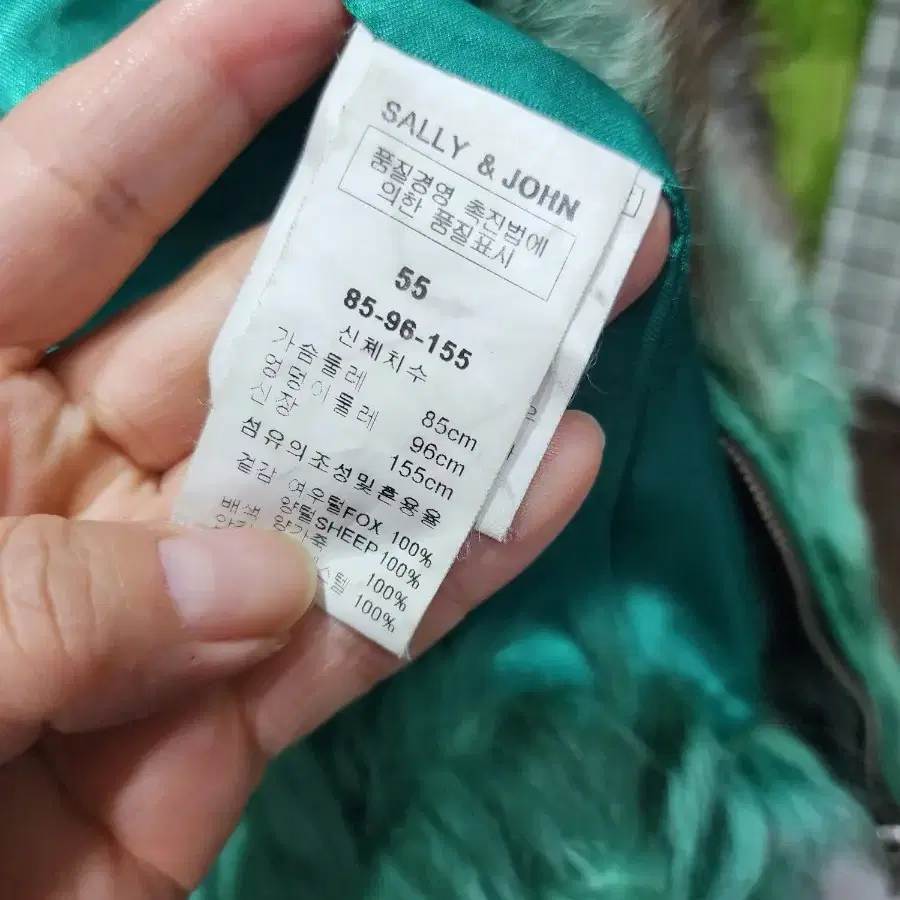 SALLY & JOHN
품질경영 촉진법에
의한 품질표시
55
85-96-155
신체치수
가슴둘레 85cm
엉덩이둘레 96cm
신장 155cm
섬유의조성및혼용율
겉감 여우털FOX 100%
배색 양털SHEEP 100%
양가죽 100%
100%